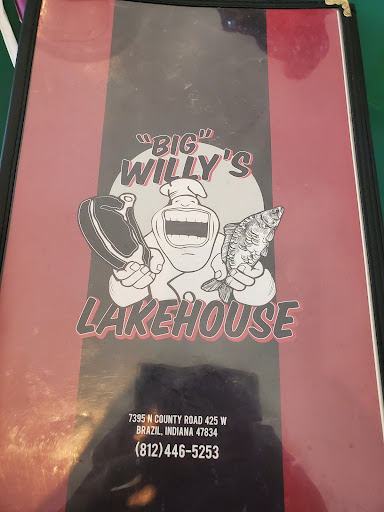 "BIG"
WILLY'S
LAKEHOUSE
7395 N COUNTY ROAD 425 W
BRAZIL, INDIANA 47834
(812)446-5253